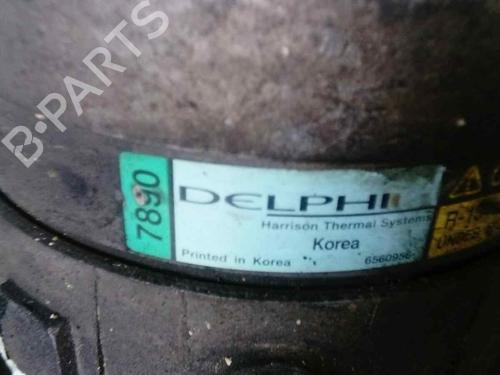 B-PARTS
7890
DELPHI
Harrison Thermal Systems
Korea
Printed in Korea 6560956